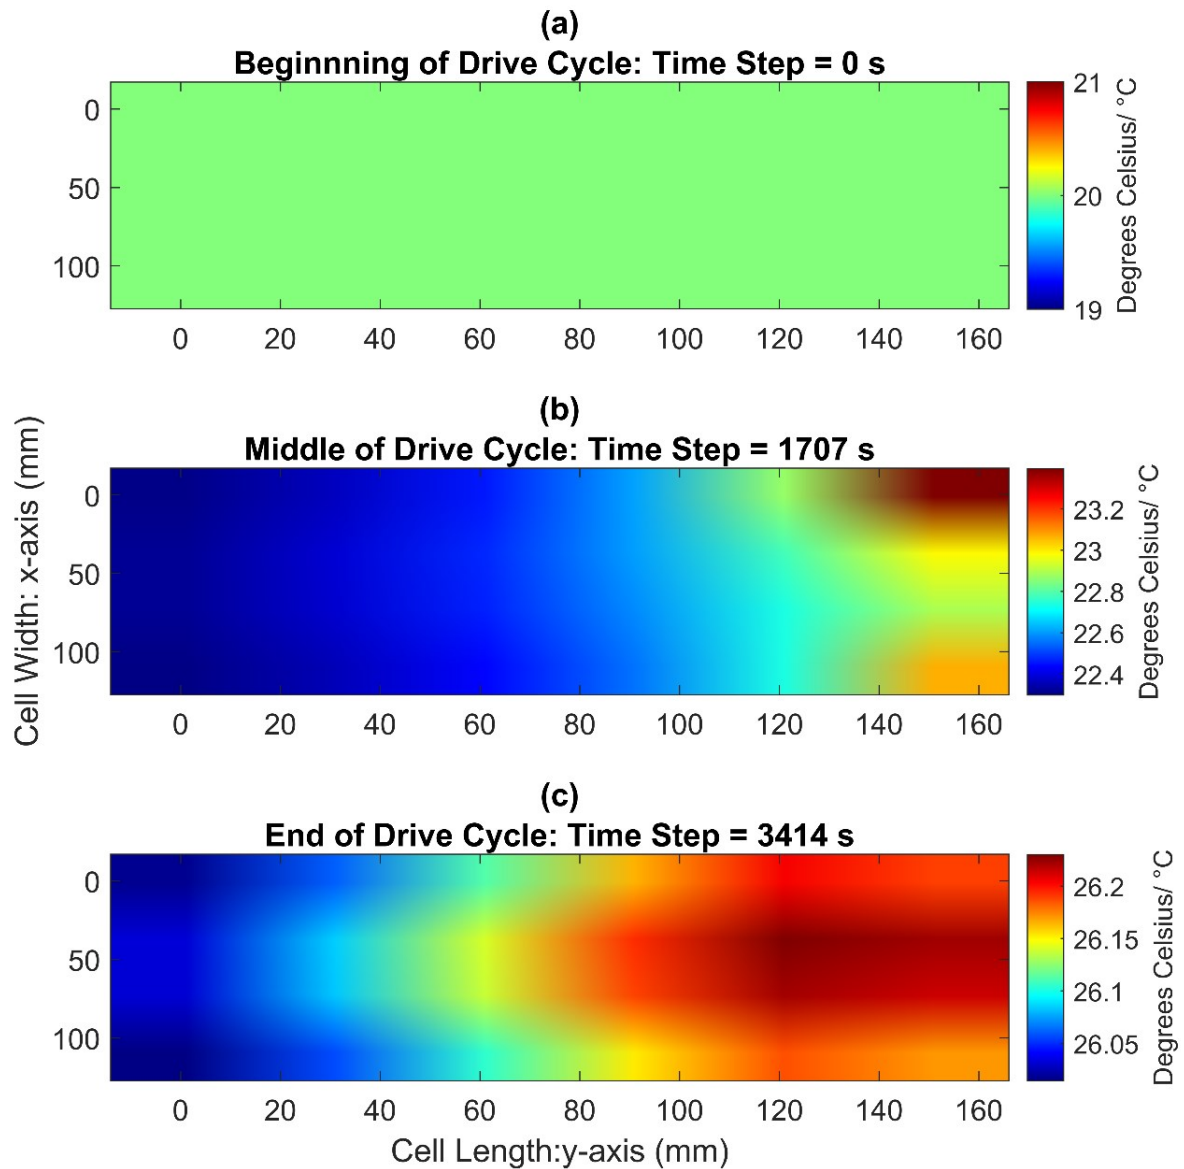 (a)
Beginnning of Drive Cycle: Time Step = 0 s
0
50
100
0 20 40 60 80 100 120 140 160
21
20
19
Degrees Celsius/ °C
Cell Width: x-axis (mm)
(b)
Middle of Drive Cycle: Time Step = 1707 s
0
50
100
0 20 40 60 80 100 120 140 160
23.2
23
22.8
22.6
22.4
Degrees Celsius/ °C
(c)
End of Drive Cycle: Time Step = 3414 s
0
50
100
0 20 40 60 80 100 120 140 160
26.2
26.15
26.1
26.05
Degrees Celsius/ °C
Cell Length:y-axis (mm)